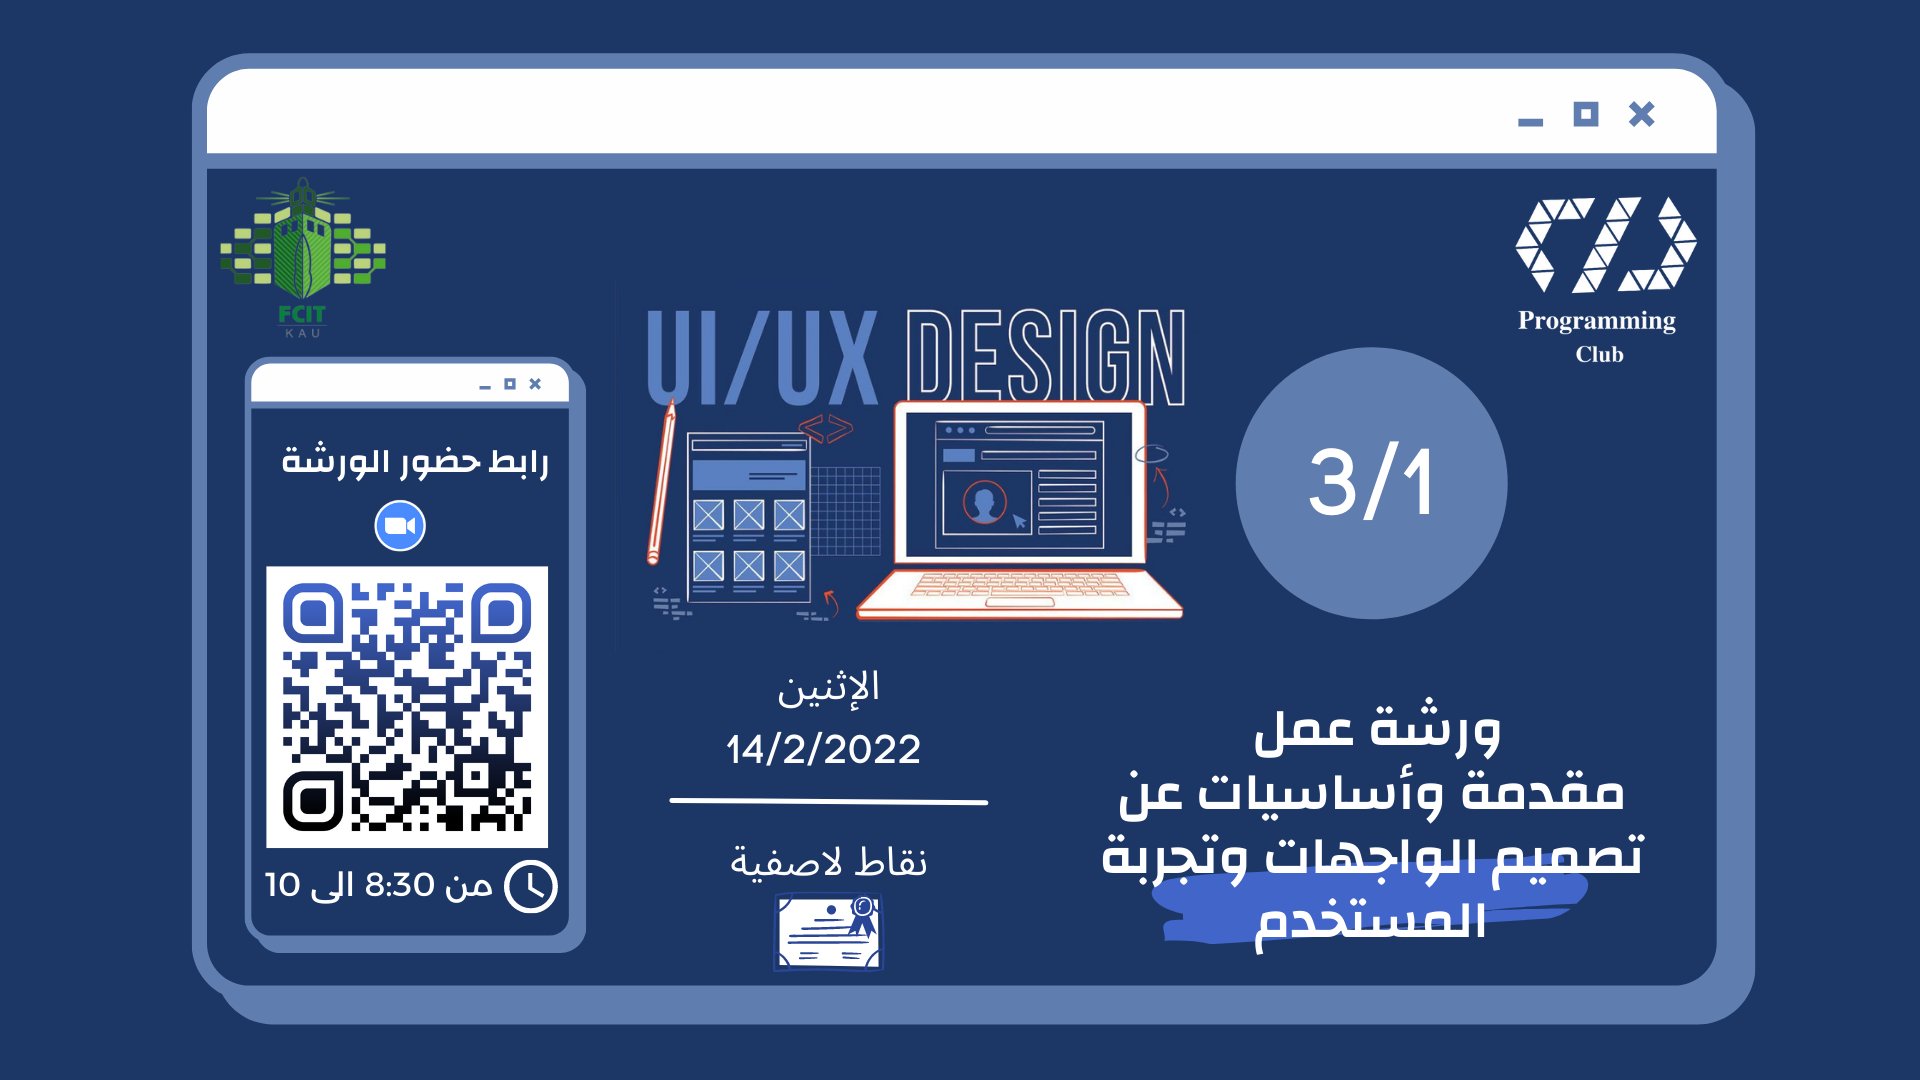 FCIT
KAU
Programming
Club
UI/UX DESIGN
3/1
ورشة عمل
مقدمة وأساسيات عن
تصميم الواجهات وتجربة
المستخدم
الإثنين
14/2/2022
نقاط لاصفية
رابط حضور الورشة
من 8:30 الى 10